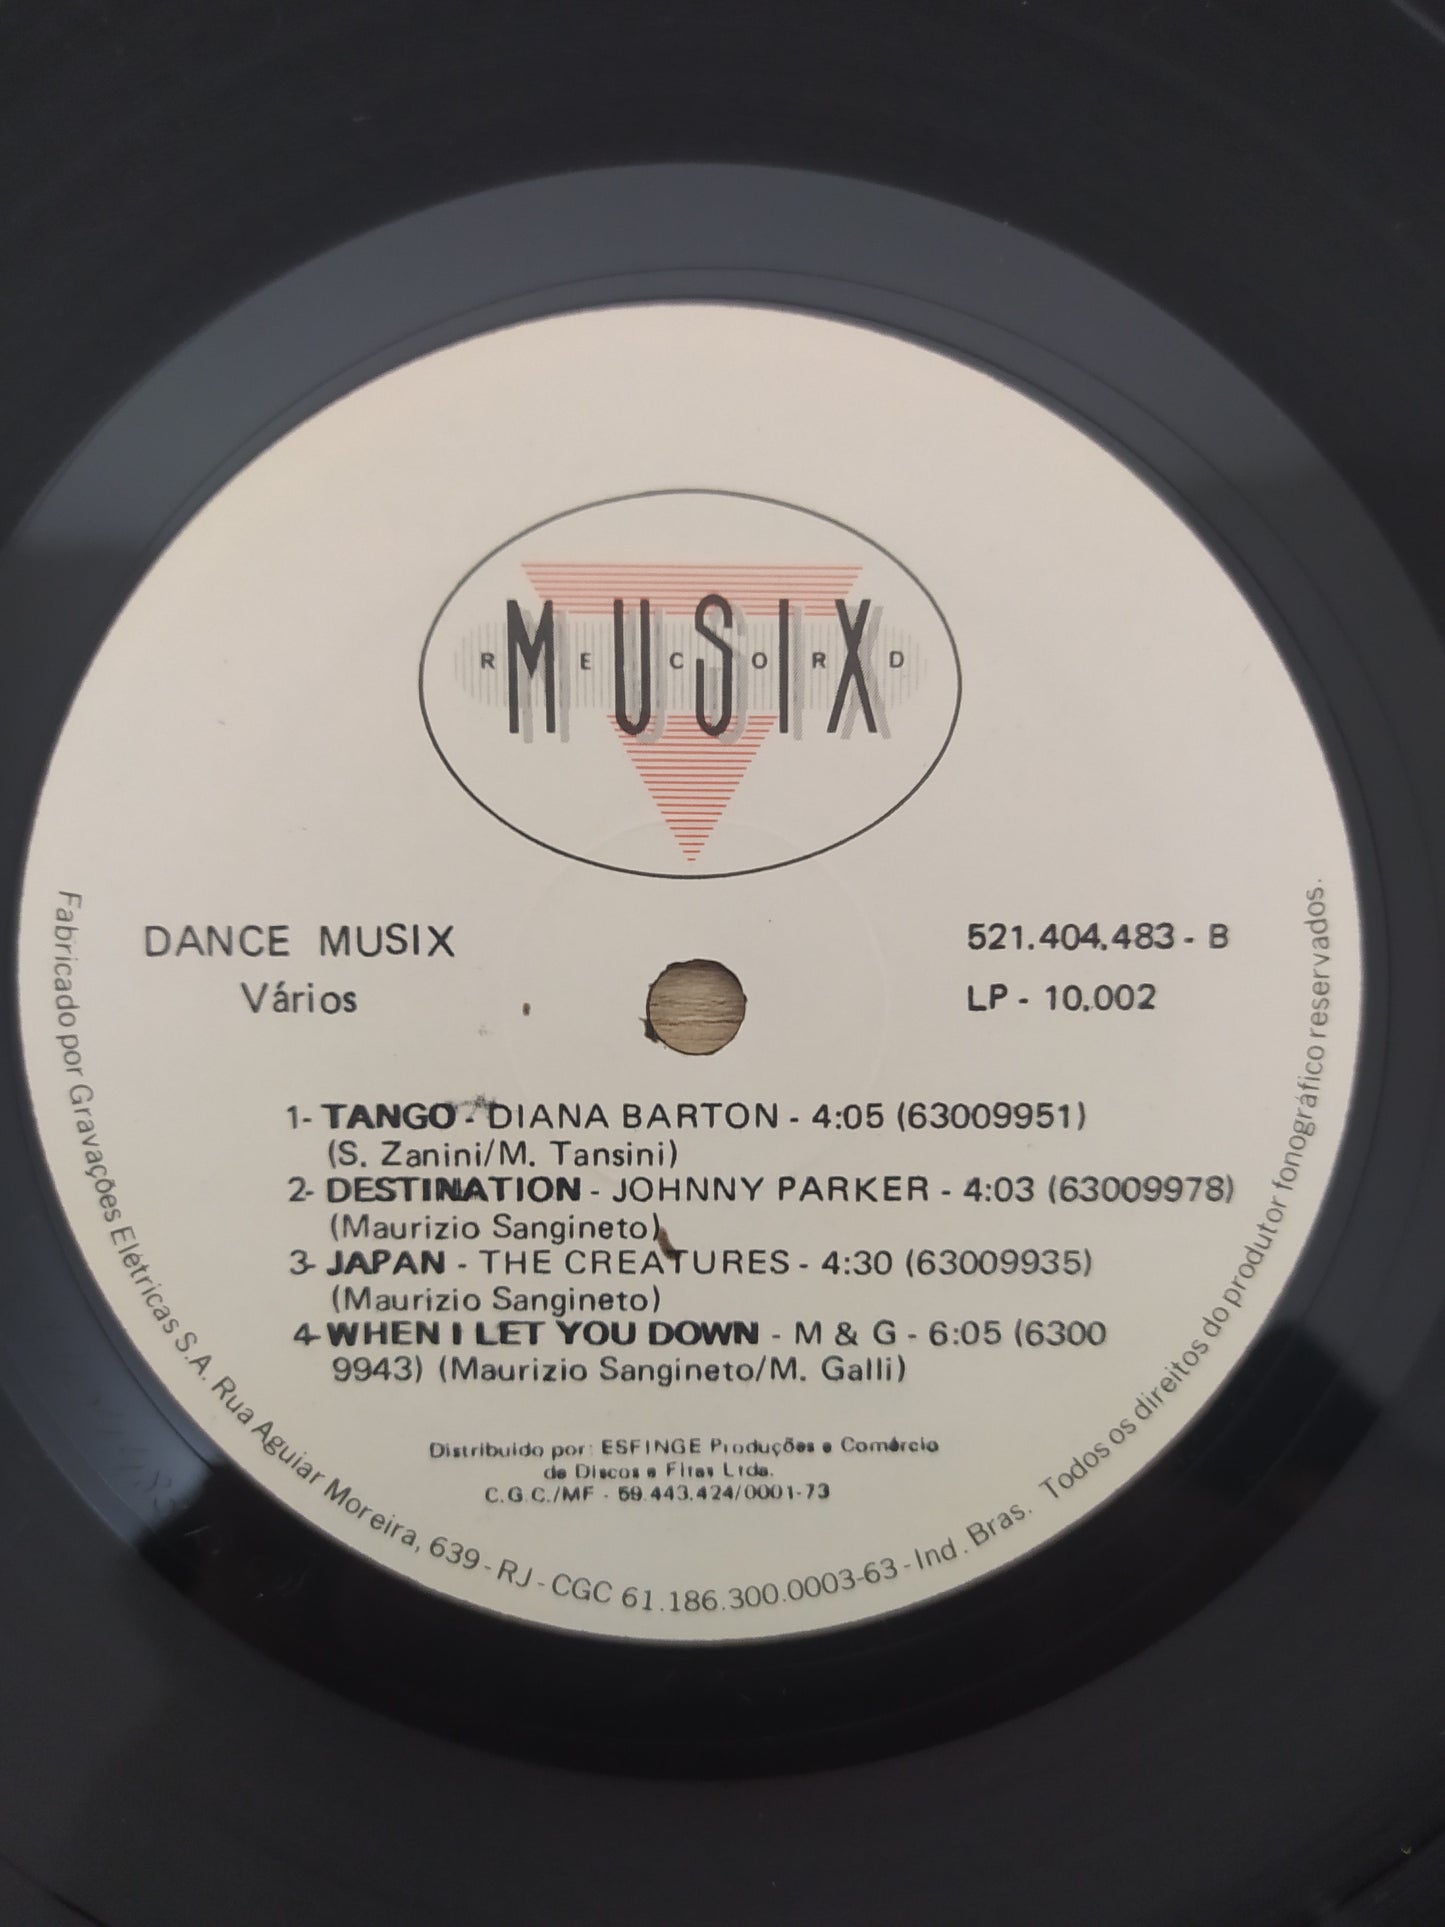 MUSIX
RECORD
DANCE MUSIX
Vários
521.404.483 - B
LP - 10.002
1- TANGO - DIANA BARTON - 4:05 (63009951)
(S. Zanini/M. Tansini)
2- DESTINATION - JOHNNY PARKER - 4:03 (63009978)
(Maurizio Sangineto)
3- JAPAN - THE CREATURES - 4:30 (63009935)
(Maurizio Sangineto)
4- WHEN I LET YOU DOWN - M & G - 6:05 (6300
9943) (Maurizio Sangineto/M. Galli)
Distribuido por: ESFINGE Produções e Comércio
de Discos e Fitas Ltda.
C.G.C./MF - 59.443.424/0001-73
Fabricado por Gravações Elétricas S.A. Rua Aguiar Moreira, 639 - RJ - CGC 61.186.300.0003-63 - Ind. Bras. Todos os direitos do produtor fonográfico reservados.